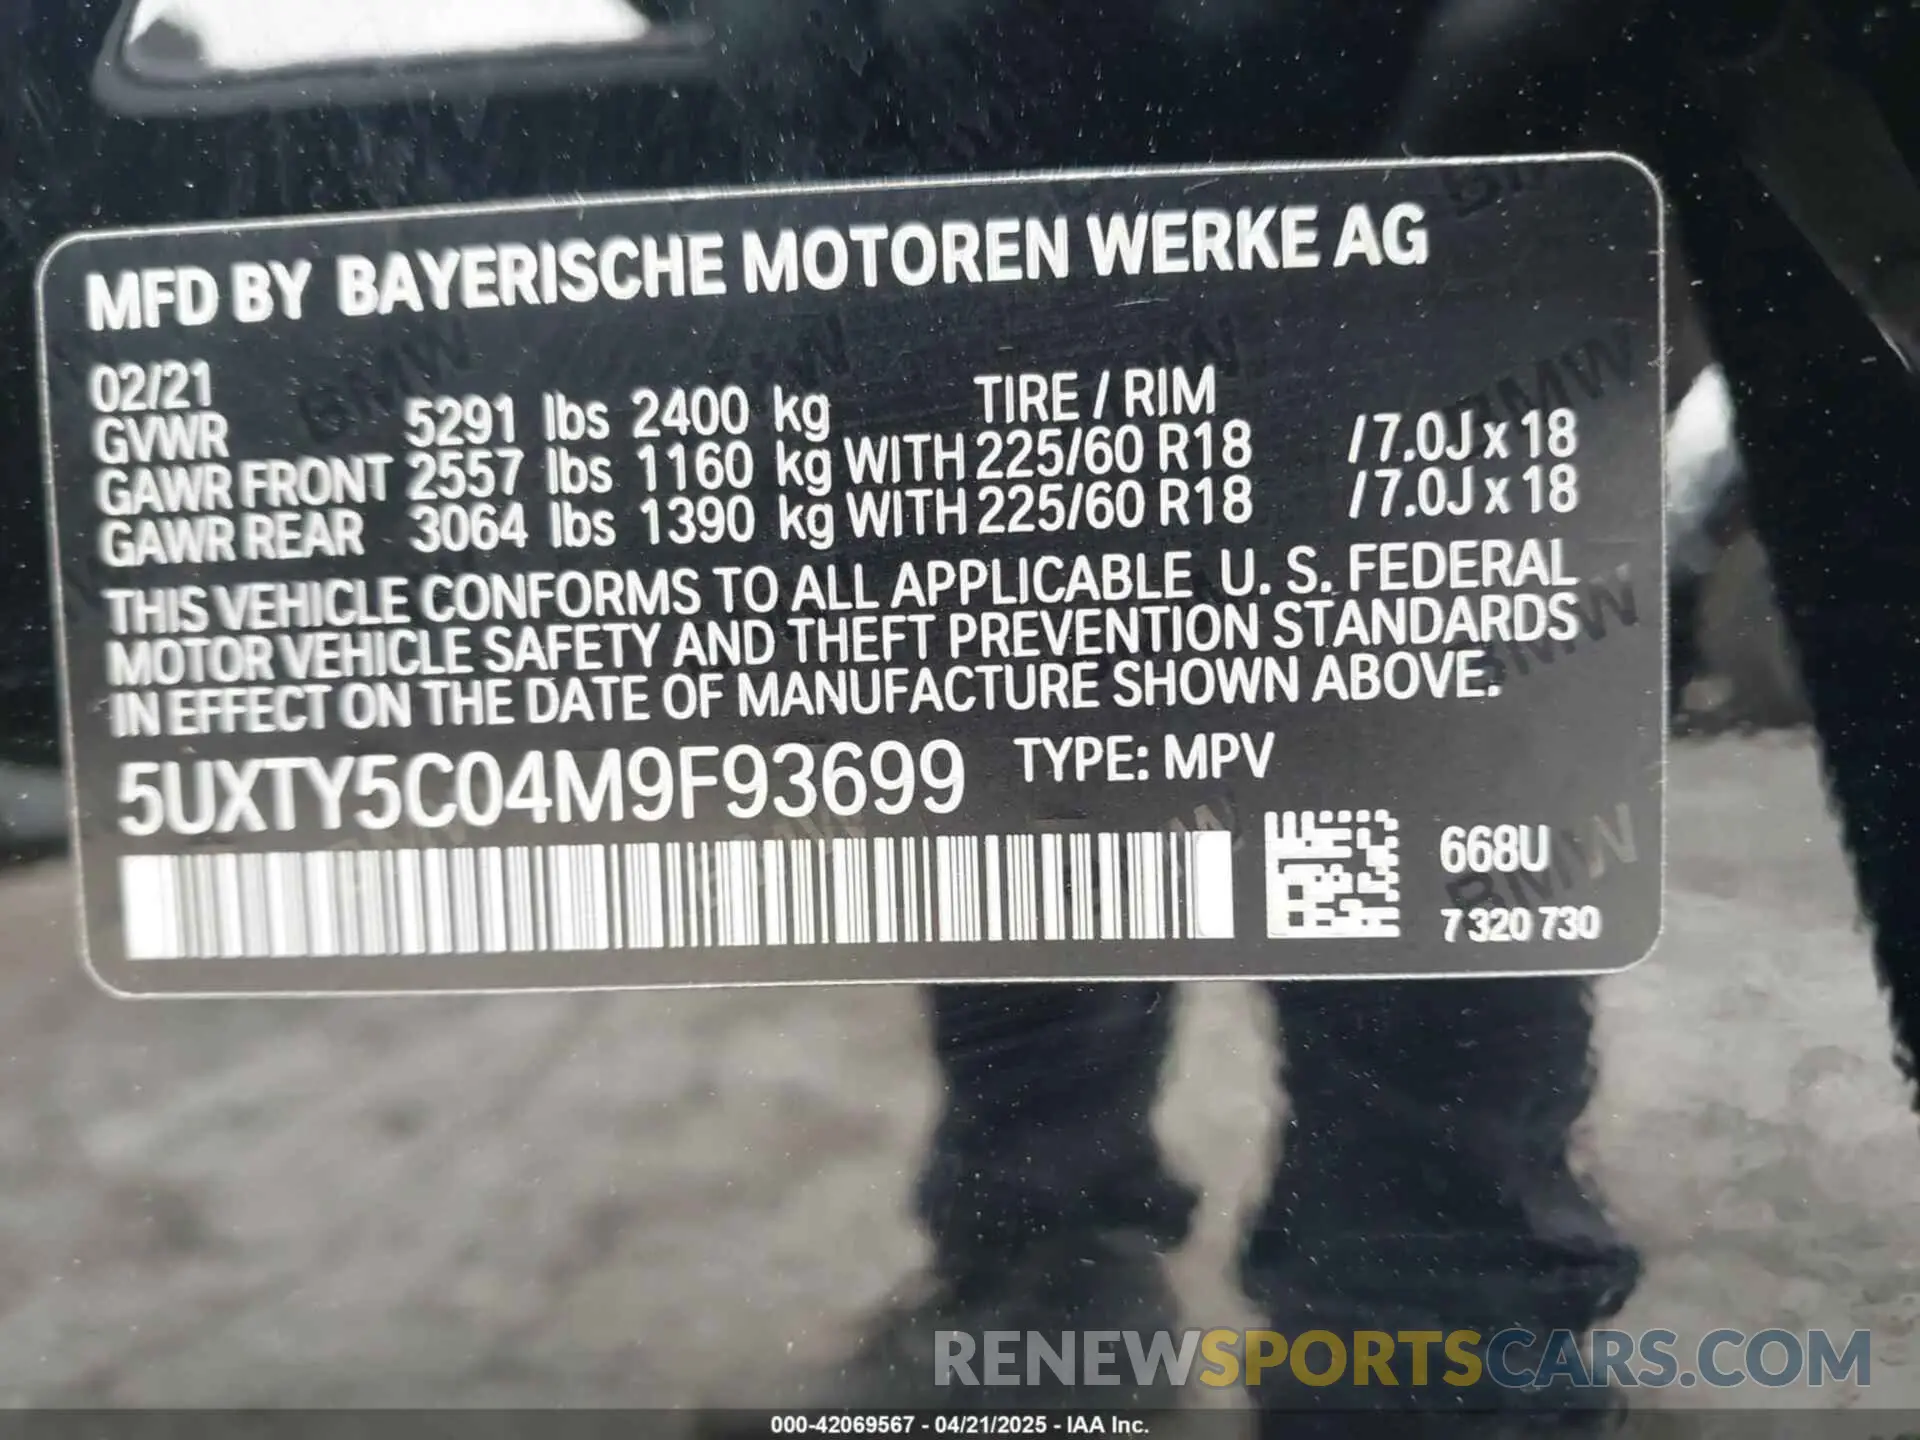 MFD BY BAYERISCHE MOTOREN WERKE AG
02/21
TIRE / RIM
GVWR 5291 lbs 2400 kg
GAWR FRONT 2557 lbs 1160 kg WITH 225/60 R18 / 7.0J x 18
GAWR REAR 3064 lbs 1390 kg WITH 225/60 R18 / 7.0J x 18
THIS VEHICLE CONFORMS TO ALL APPLICABLE U. S. FEDERAL
MOTOR VEHICLE SAFETY AND THEFT PREVENTION STANDARDS
IN EFFECT ON THE DATE OF MANUFACTURE SHOWN ABOVE.
5UXTY5C04M9F93699 TYPE: MPV
668U
7 320 730
RENEWSPORTSCARS.COM
000-42069567 - 04/21/2025 - IAA Inc.